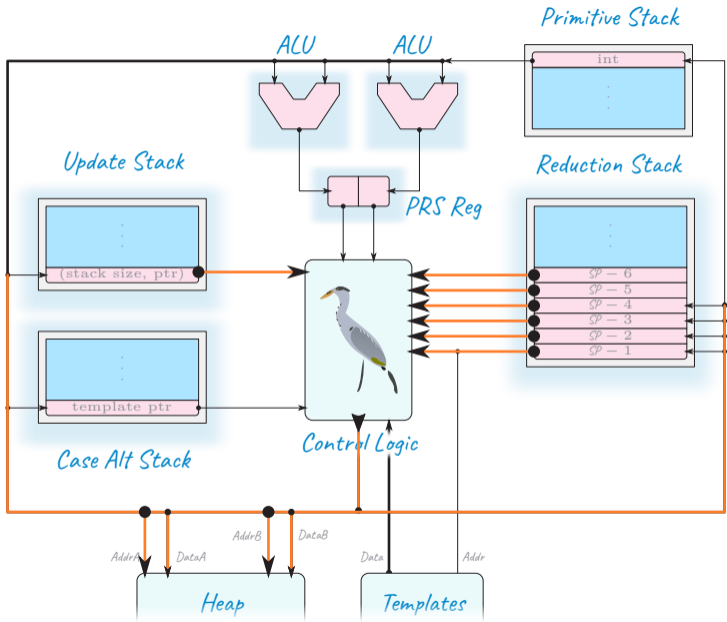 Primitive Stack
ALU
ALU
int
Update Stack
Reduction Stack
PRS Reg
(stack size, ptr)
SP − 6
SP − 5
SP − 4
SP − 3
SP − 2
SP − 1
template ptr
Case Alt Stack
Control Logic
AddrA
DataA
AddrB
DataB
Data
Addr
Heap
Templates